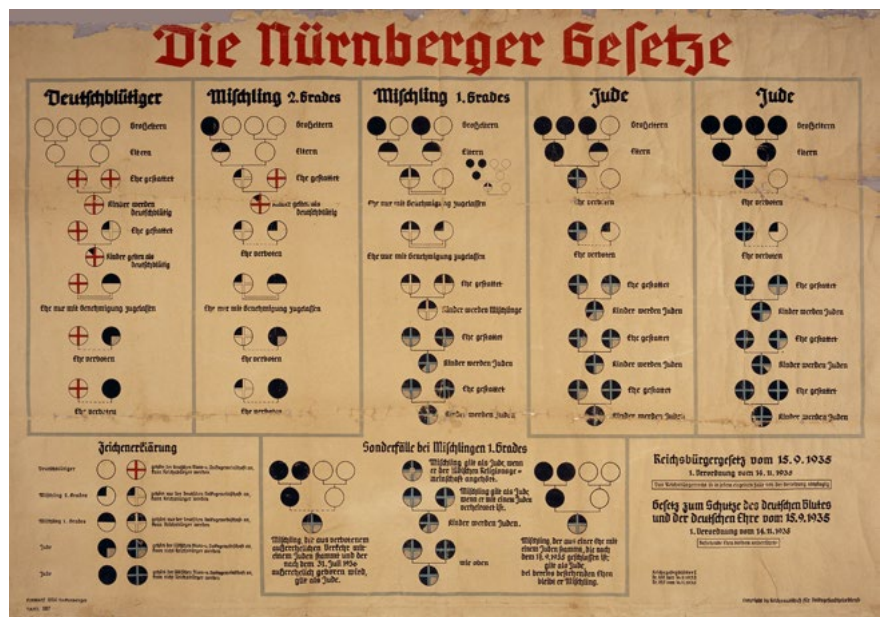 Die Nürnberger Gesetze
Deutschblütiger
Großeltern
Eltern
Ehe gestattet
Kinder werden
deutschblütig
Ehe gestattet
Kinder gelten als
deutschblütig
Ehe nur mit Genehmigung zugelassen
Ehe verboten
Ehe verboten
Mischling 2. Grades
Großeltern
Eltern
Ehe gestattet
Kinder gelten als
deutschblütig
Ehe verboten
Ehe nur mit Genehmigung zugelassen
Ehe verboten
Ehe verboten
Mischling 1. Grades
Großeltern
Eltern
Ehe nur mit Genehmigung zugelassen
Ehe nur mit Genehmigung zugelassen
Ehe gestattet
Kinder werden Mischlinge
Ehe gestattet
Kinder werden Juden
Ehe gestattet
Kinder werden Juden
Jude
Großeltern
Eltern
Ehe verboten
Ehe verboten
Ehe gestattet
Kinder werden Juden
Ehe gestattet
Kinder werden Juden
Ehe gestattet
Kinder werden Juden
Jude
Großeltern
Eltern
Ehe verboten
Ehe verboten
Ehe gestattet
Kinder werden Juden
Ehe gestattet
Kinder werden Juden
Ehe gestattet
Kinder werden Juden
Zeichenerklärung
Deutschblütiger
Mischling 2. Grades
Mischling 1. Grades
Jude
Jude
Sonderfälle bei Mischlingen 1. Grades
Mischling, der aus verbotenem
außerehelichen Verkehr mit
einem Juden stammt und der
nach dem 31. Juli 1936
außerehelich geboren wird,
gilt als Jude.
Mischling gilt als Jude, wenn
er der jüdischen Religionsge-
meinschaft angehört.
Mischling gilt als Jude
wenn er mit einem Juden
verheiratet ist.
Kinder werden Juden.
wie oben
Mischling, der aus einer Ehe mit
einem Juden stammt, die nach
dem 15.9.1935 geschlossen ist;
gilt als Jude,
bei bereits bestehenden Ehen
bleibt er Mischling.
Reichsbürgergesetz vom 15.9.1935
1. Verordnung vom 14.11.1935
Gesetz zum Schutze des deutschen Blutes
und der deutschen Ehre vom 15.9.1935
1. Verordnung vom 14.11.1935